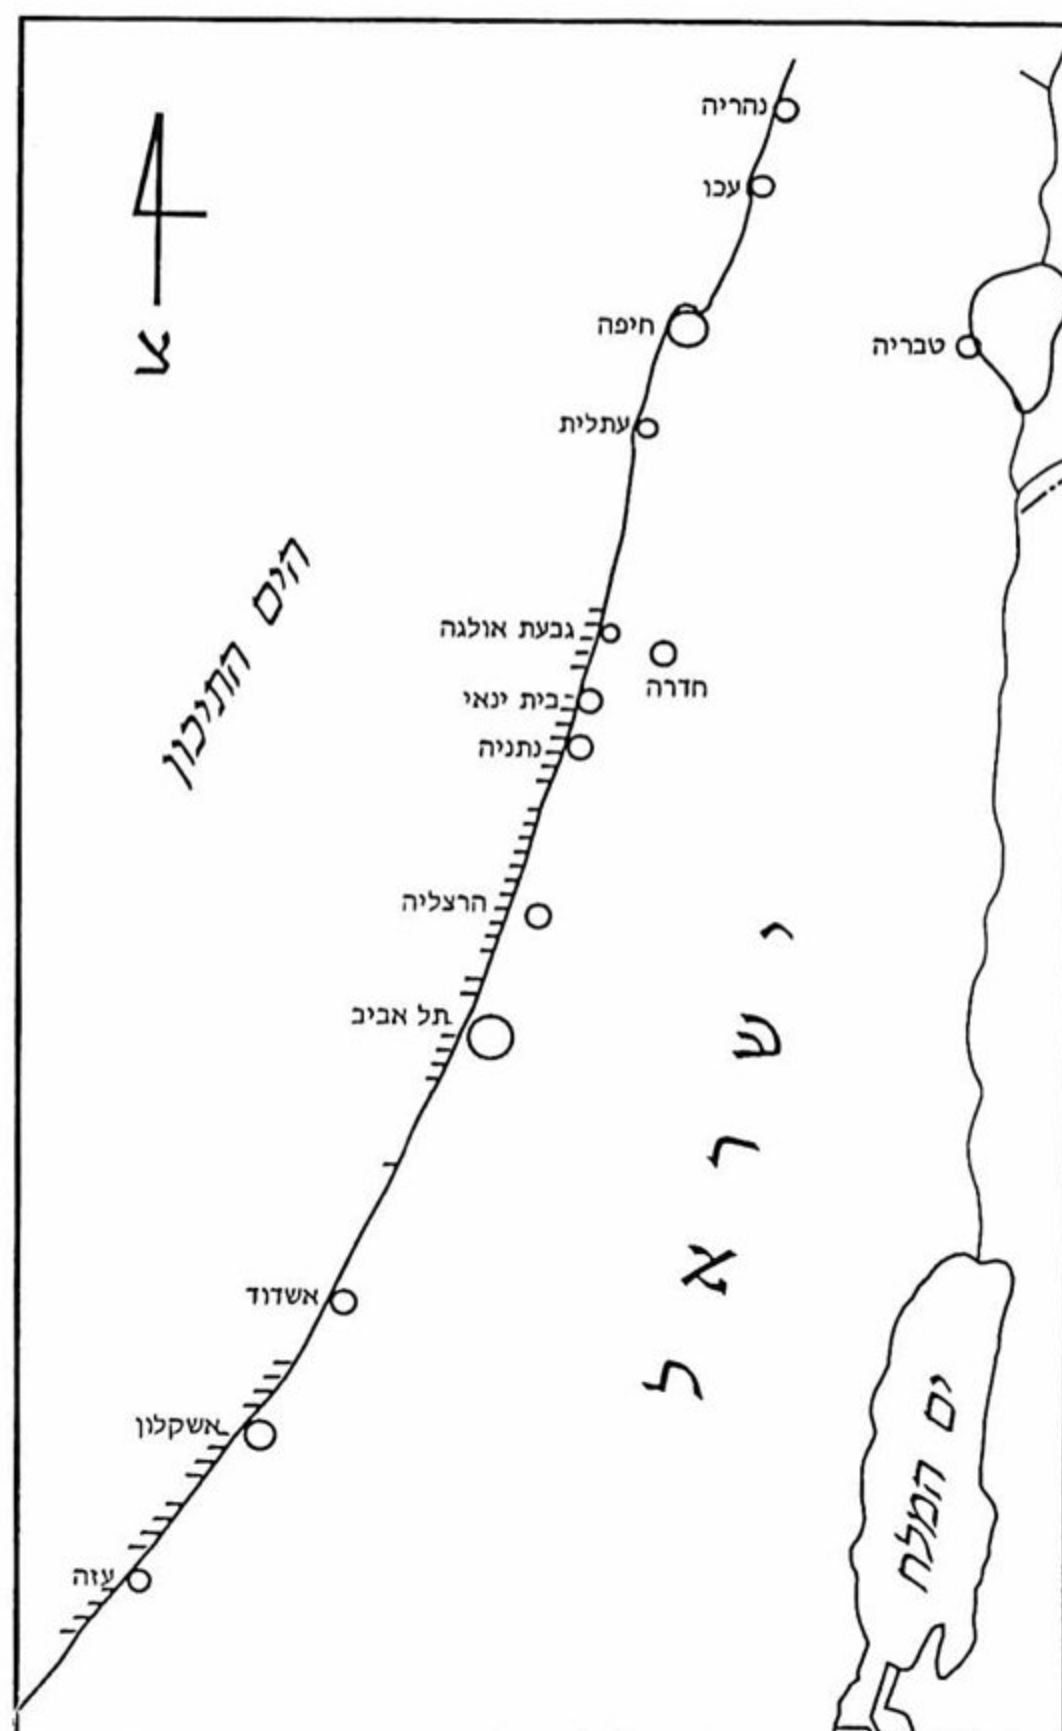 נהריה
עכו
צ
חיפה
טבריה
עתלית
הים התיכון
גבעת אולגה
חדרה
בית ינאי
נתניה
הרצליה
תל אביב
ישראל
אשדוד
אשקלון
ים המלח
עזה